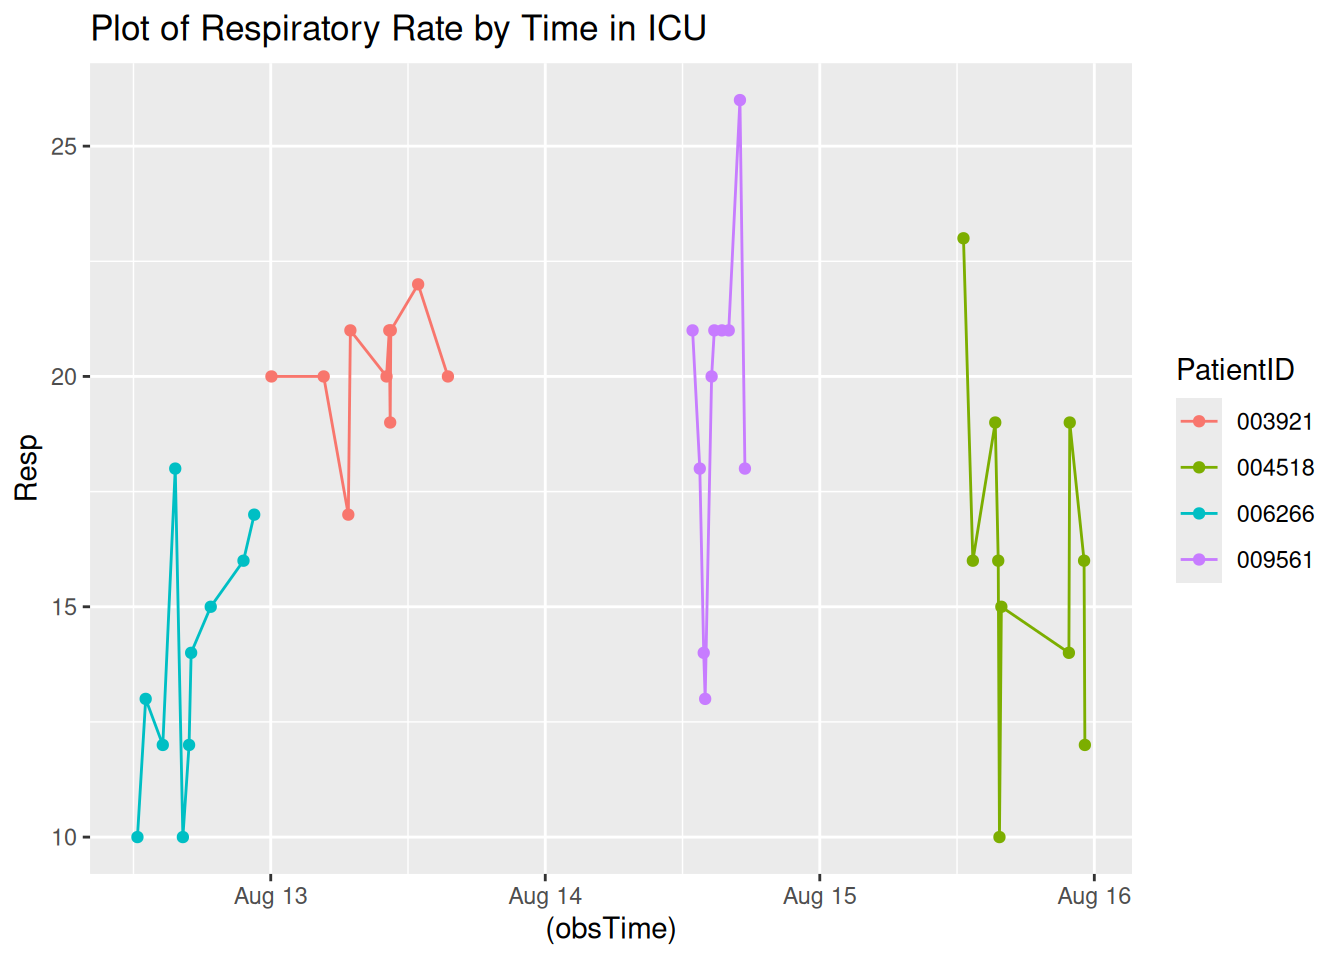 Plot of Respiratory Rate by Time in ICU
Resp
25
20
15
10
Aug 13 Aug 14 Aug 15 Aug 16
(obsTime)
PatientID
003921
004518
006266
009561